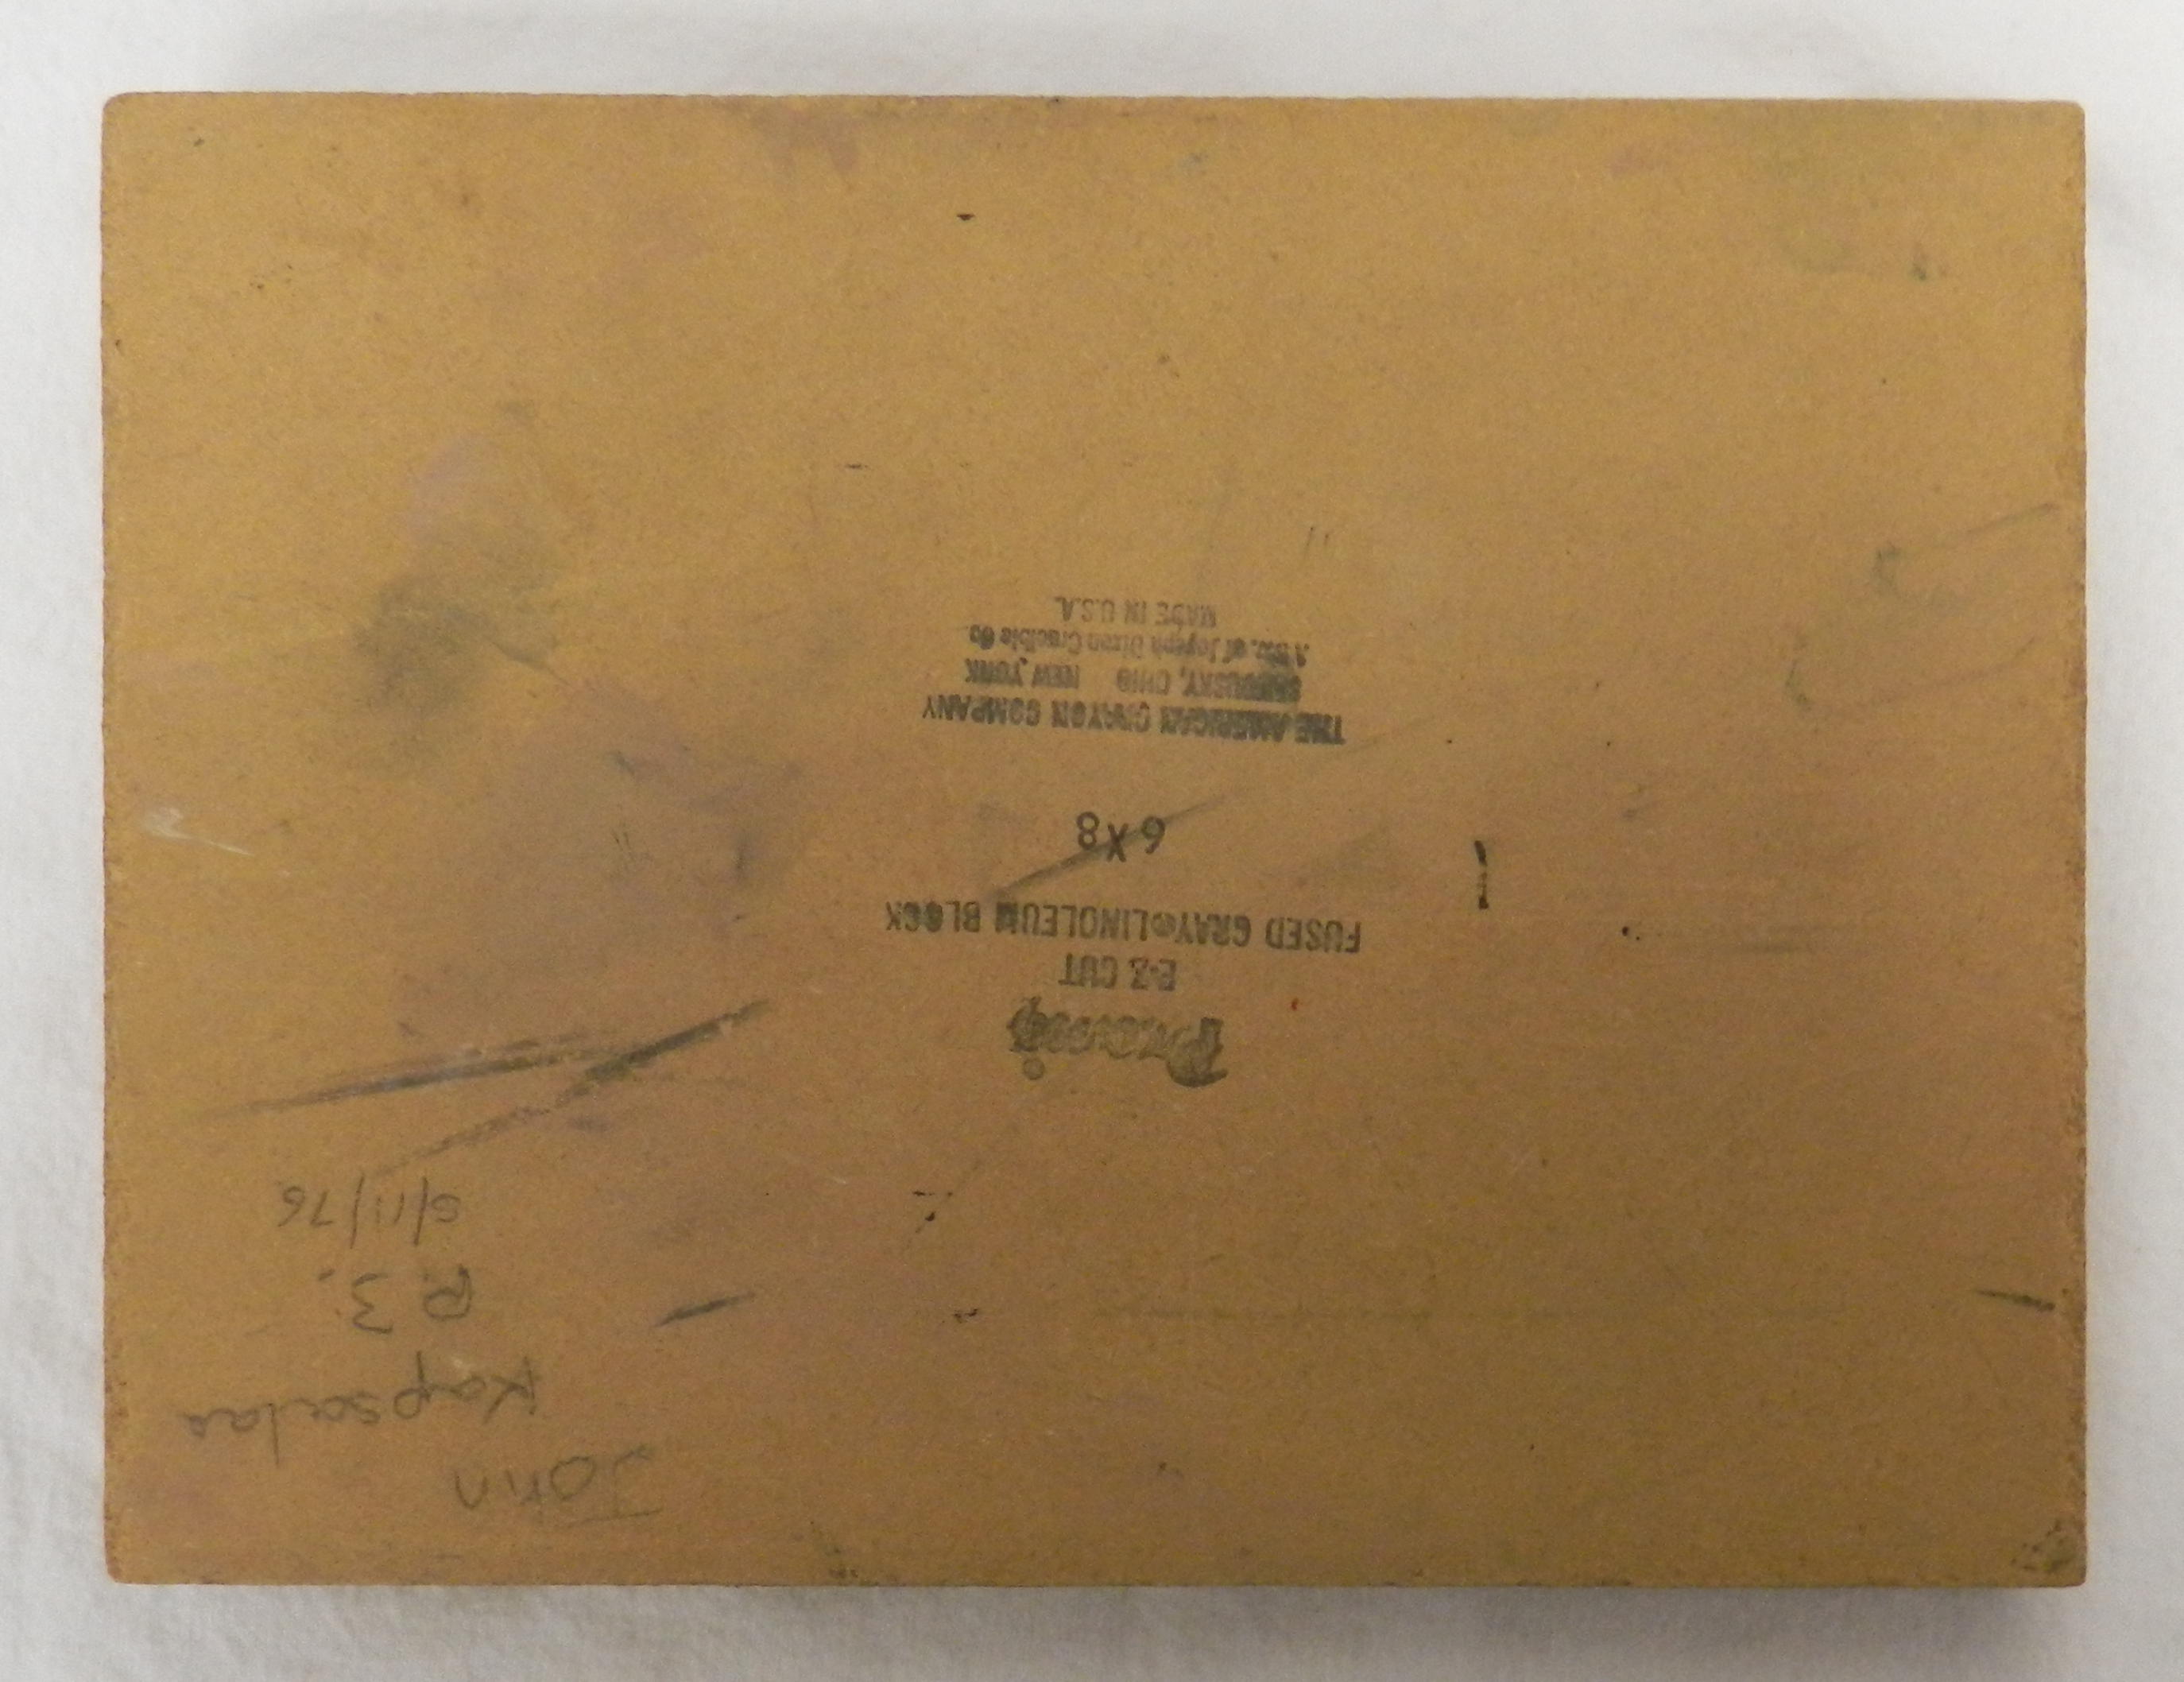 John
Kapsalas
P. 3.
5/11/76
Prang
E-Z CUT
FUSED GRAY LINOLEUM BLOCK
6 X 8
THE AMERICAN CRAYON COMPANY
SANDUSKY, OHIO NEW YORK
A Div. of Joseph Dixon Crucible Co
MADE IN U.S.A.